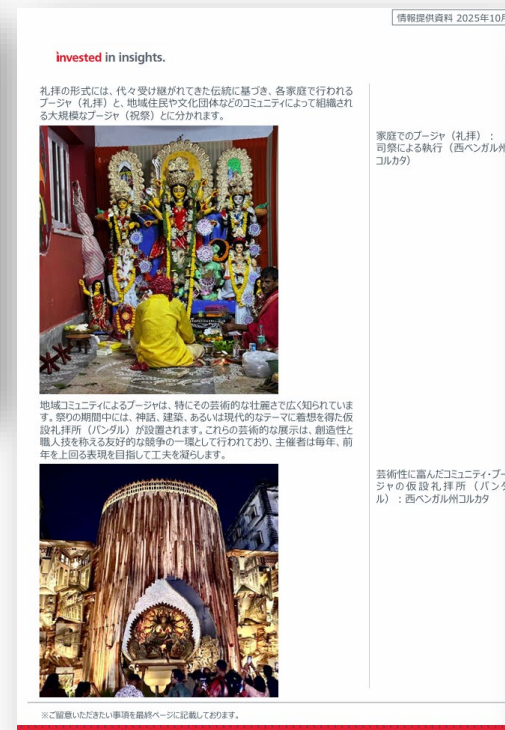 情報提供資料 2025年10月
invested in insights.
礼拝の形式には、代々受け継がれてきた伝統に基づき、各家庭で行われる
プージャ（礼拝）と、地域住民や文化団体などのコミュニティによって組織され
る大規模なプージャ（祝祭）とに分かれます。
家庭でのプージャ（礼拝）：
司祭による執行（西ベンガル州
コルカタ）
地域コミュニティによるプージャは、特にその芸術的な壮麗さで広く知られていま
す。祭りの期間中には、神話、建築、あるいは現代的なテーマに着想を得た仮
設礼拝所（パンダル）が設置されます。これらの芸術的な展示は、創造性と
職人技を称える友好的な競争の一環として行われており、主催者は毎年、前
年を上回る表現を目指して工夫を凝らします。
芸術性に富んだコミュニティ・プー
ジャの仮設礼拝所（パンダ
ル）：西ベンガル州コルカタ
※ご留意いただきたい事項を最終ページに記載しております。